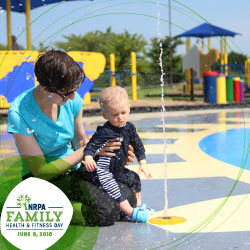 NRPA
FAMILY
HEALTH & FITNESS DAY
JUNE 9, 2018